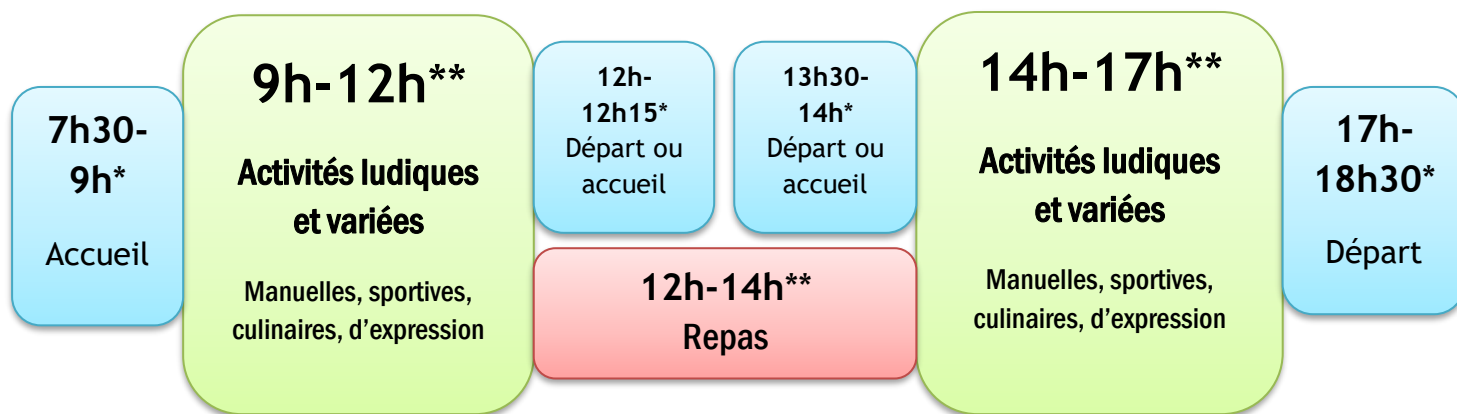 7h30-
9h*
Accueil
9h-12h**
Activités ludiques
et variées
Manuelles, sportives,
culinaires, d’expression
12h-
12h15*
Départ ou
accueil
13h30-
14h*
Départ ou
accueil
12h-14h**
Repas
14h-17h**
Activités ludiques
et variées
Manuelles, sportives,
culinaires, d’expression
17h-
18h30*
Départ